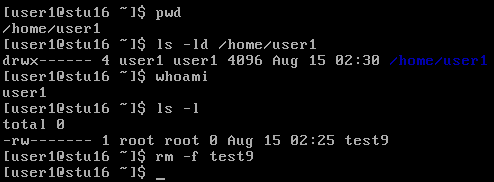 [user1@stu16 ~]$ pwd
/home/user1
[user1@stu16 ~]$ ls -ld /home/user1
drwx------ 4 user1 user1 4096 Aug 15 02:30 /home/user1
[user1@stu16 ~]$ whoami
user1
[user1@stu16 ~]$ ls -l
total 0
-rw------- 1 root root 0 Aug 15 02:25 test9
[user1@stu16 ~]$ rm -f test9
[user1@stu16 ~]$ _